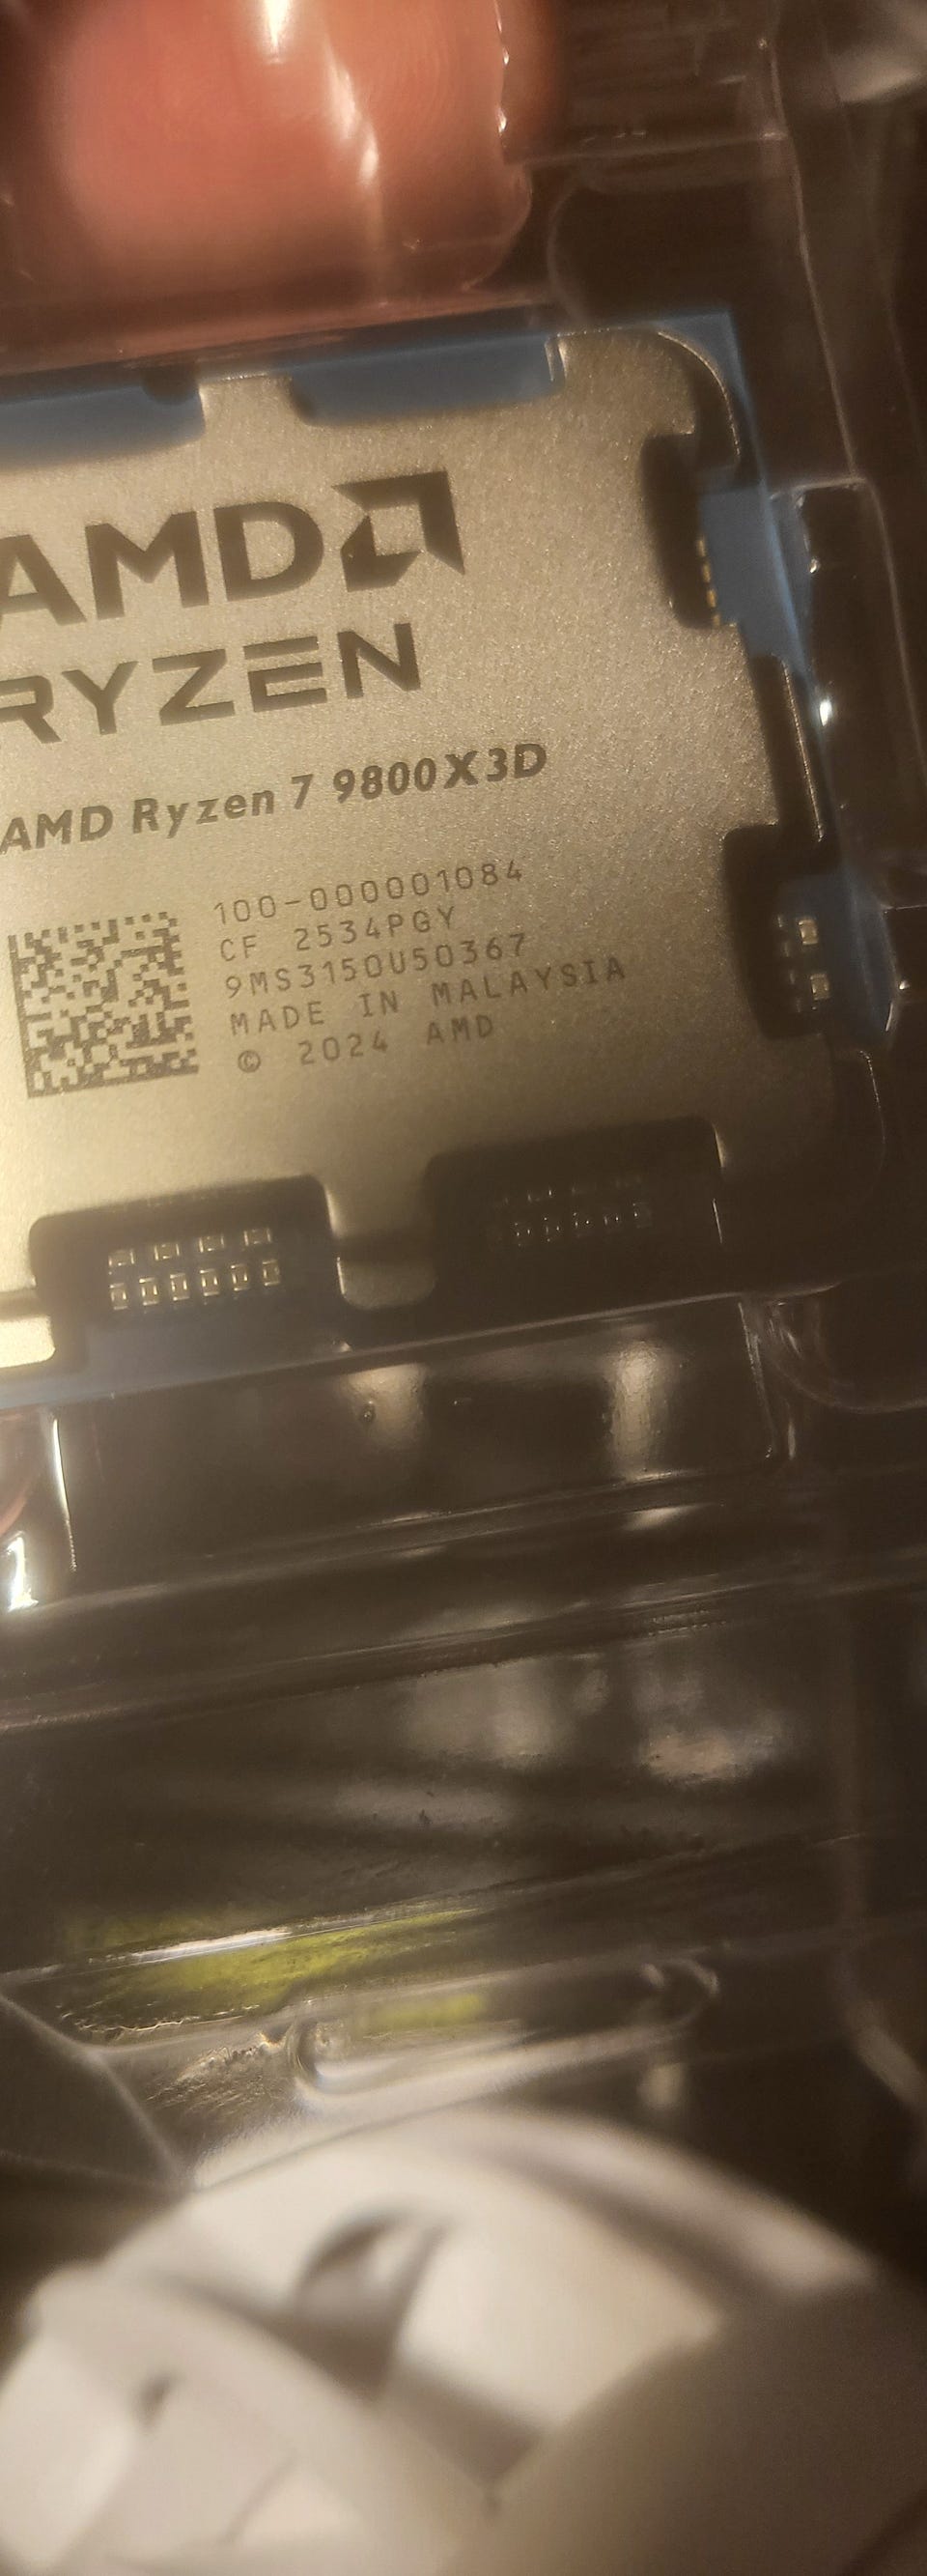 AMD
RYZEN
AMD Ryzen 7 9800X3D
100-000001084
CF 2534PGY
9MS3150U50367
MADE IN MALAYSIA
© 2024 AMD